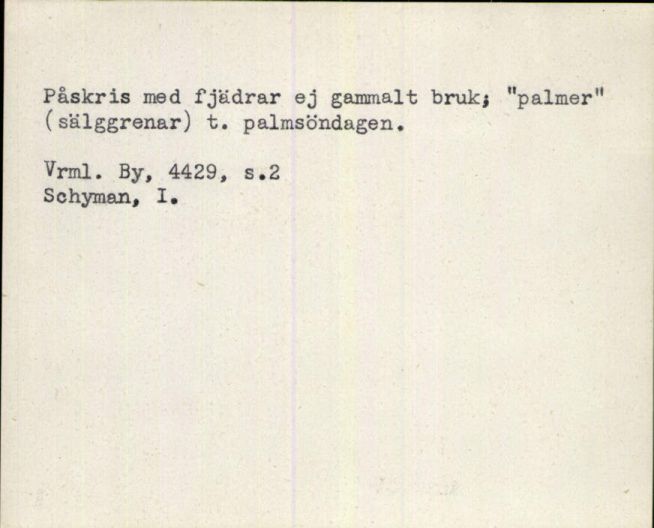 Påskris med fjädrar ej gammalt bruk; "palmer"
(sälggrenar) t. palmsöndagen.
Vrml. By, 4429, s.2
Schyman, I.